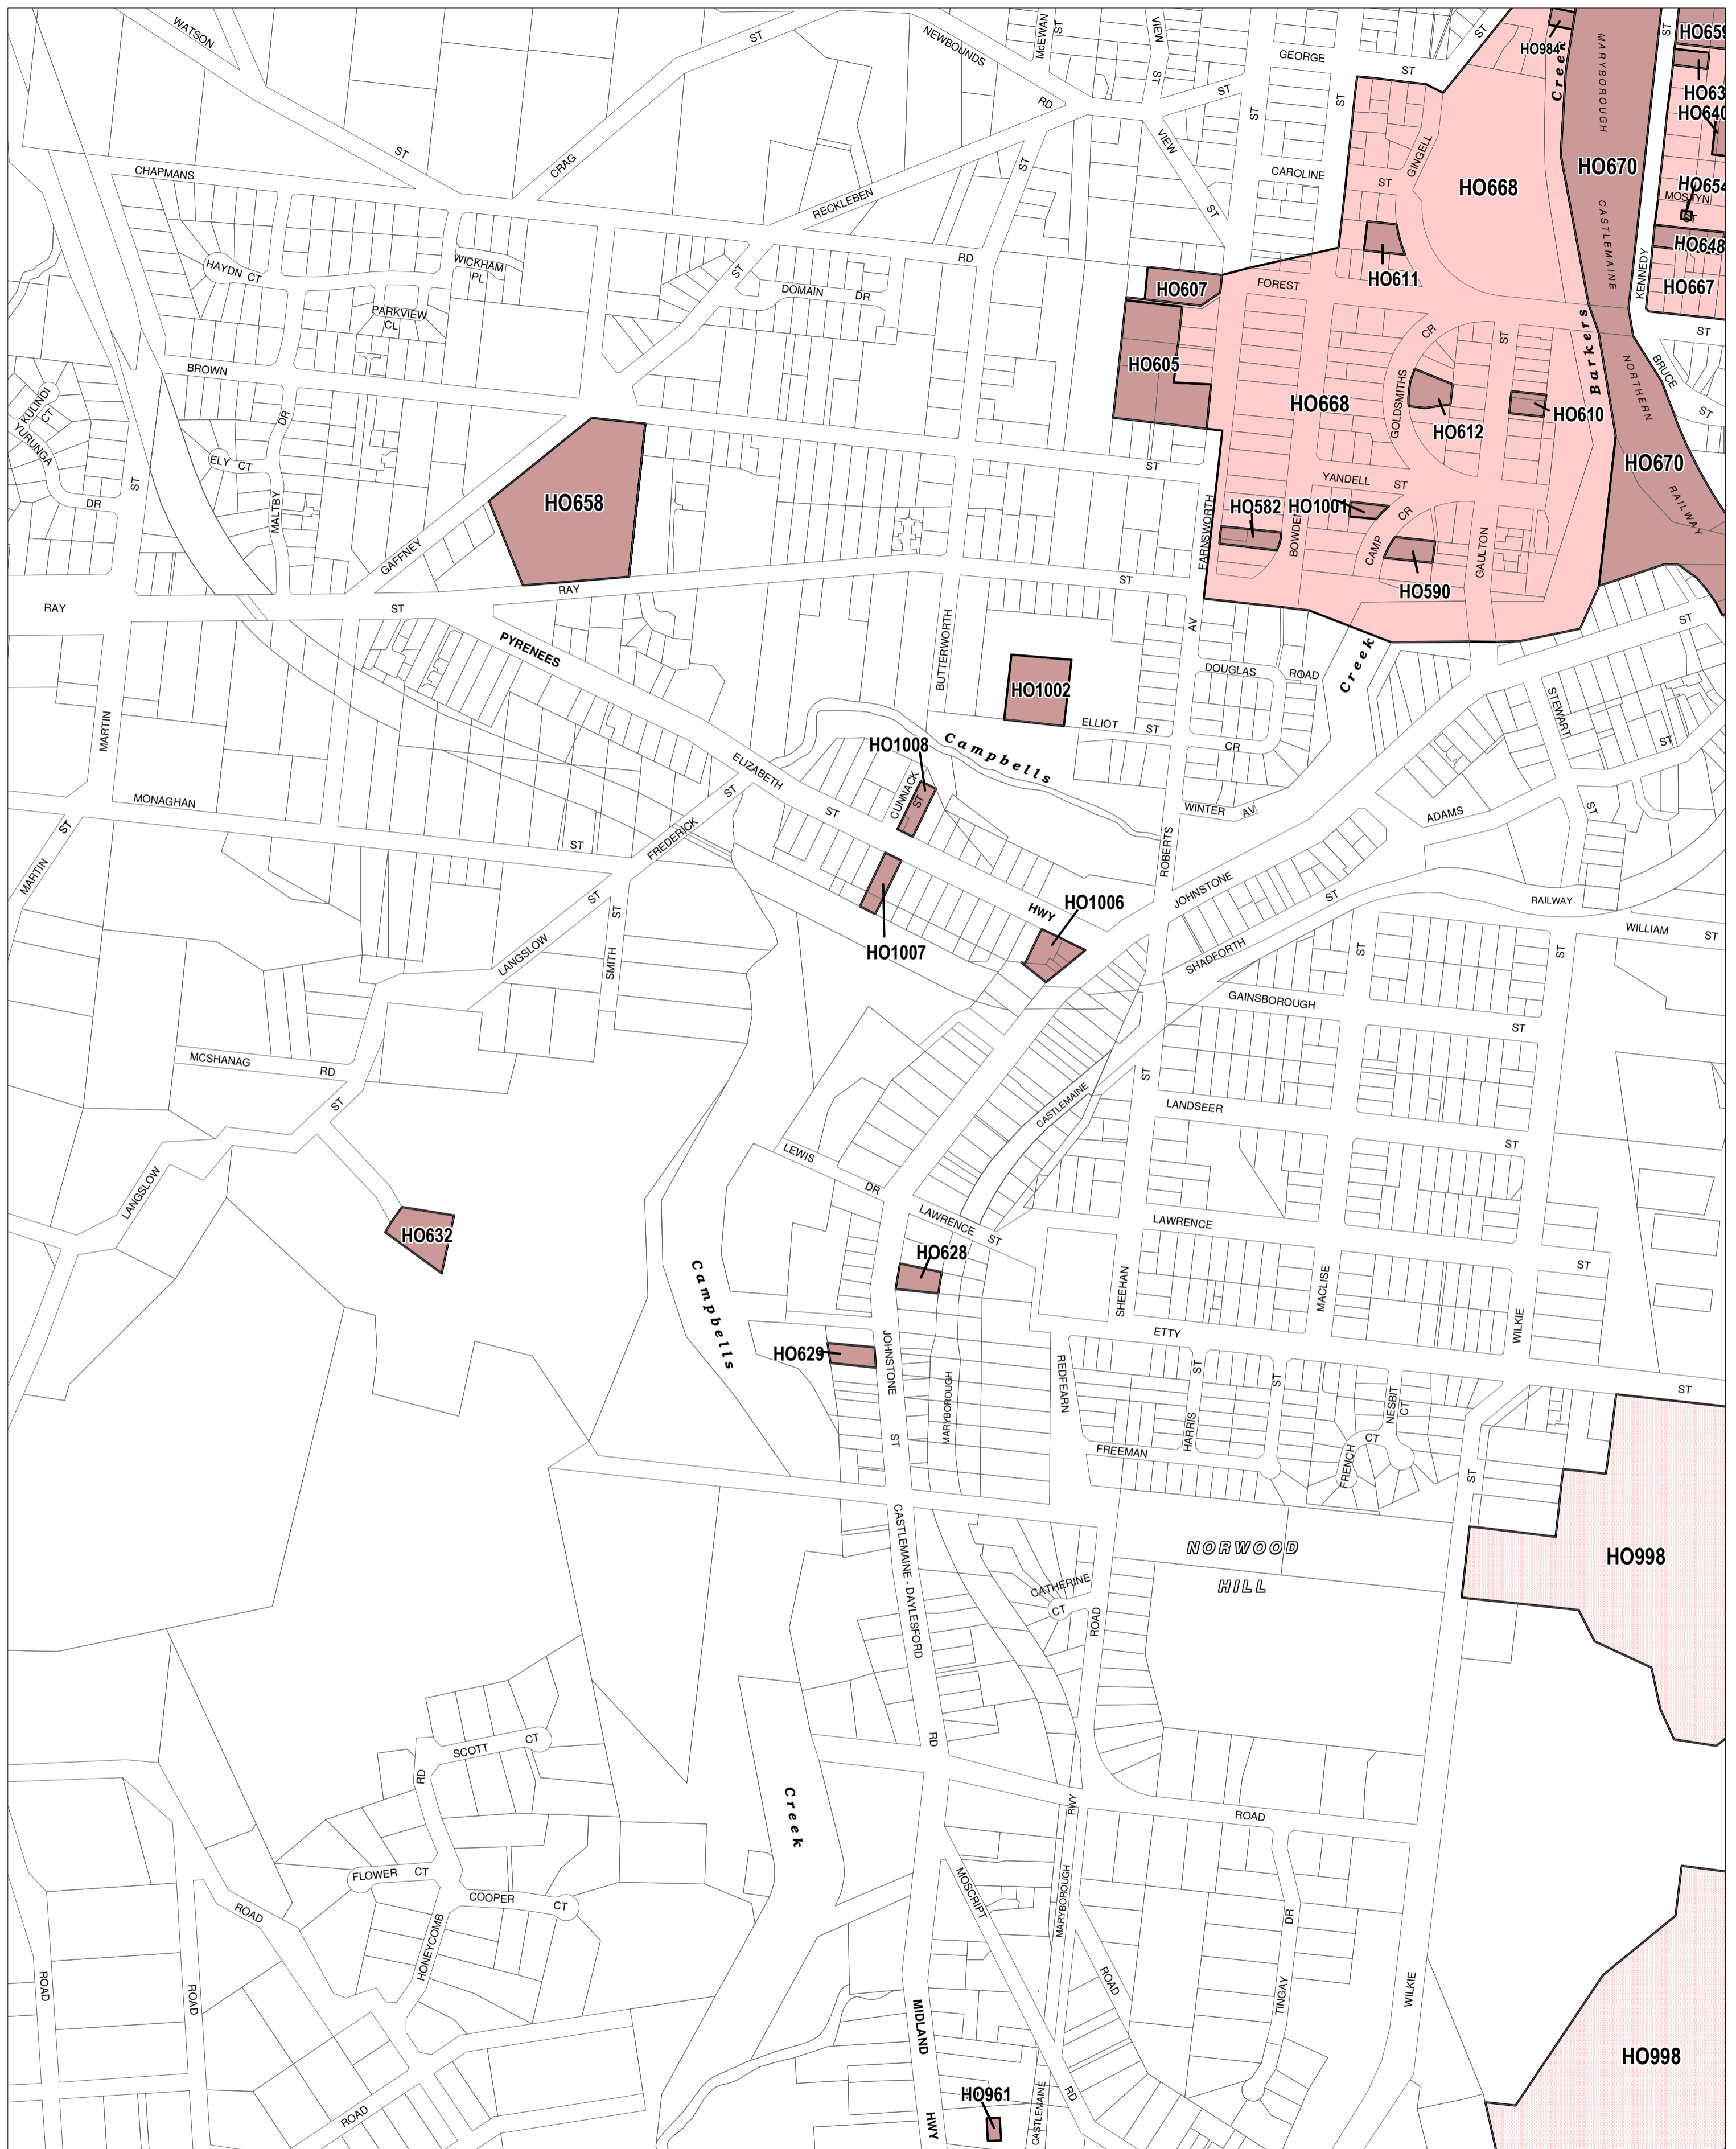 WATSON
ST
CRAG
ST
NEWBOUNDS
RD
McEWAN
ST
VIEW
ST
GEORGE
ST
ST
HO984
Creek
MARYBOROUGH
CASTLEMAINE
ST
HO659
HO670
HO640
HO654
MOSTYN
ST
HO648
HO667
KENNEDY
ST
ST
ST
VIEW
ST
CAROLINE
ST
GINGELL
HO668
HO611
CHAPMANS
RECKLEBEN
ST
RD
HAYDN CT
WICKHAM
PL
PARKVIEW
CL
ST
DOMAIN DR
HO607
FOREST
HO605
CR
ST
Barkers
NORTHERN
RAILWAY
BRUCE
ST
BROWN
KULINDI
CT
YURUNGA
DR
ST
ELY CT
DR
MALTBY
GAFFNEY
HO658
ST
HO668
GOLDSMITHS
HO612
HO610
HO670
YANDELL ST
HO582
HO1001
FARNSWORTH
BOWDEN
CAMP
CR
GAULTON
HO590
RAY
ST
RAY
ST
PYRENEES
BUTTERWORTH
AV
DOUGLAS
ROAD
Creek
ST
HO1002
ELLIOT ST
CR
STEWART
ST
MARTIN
Campbells
HO1008
CUNNACK
ST
ELIZABETH
ST
WINTER AV
ROBERTS
ADAMS
ST
MONAGHAN
ST
FREDERICK
ST
MARTIN
ST
JOHNSTONE
ST
RAILWAY
HO1006
HWY
HO1007
SHADFORTH
ST
ST
WILLIAM ST
LANGSLOW
ST
SMITH
ST
GAINSBOROUGH
ST
MCSHANAG
RD
ST
CASTLEMAINE
ST
LANDSEER
ST
LEWIS
DR
LANGSLOW
HO632
LAWRENCE
ST
LAWRENCE
ST
HO628
Campbells
SHEEHAN
MACLISE
WILKIE
ETTY
ST
HO629
JOHNSTONE
ST
MARYBOROUGH
REDFEARN
HARRIS
ST
ST
NESBIT
CT
FREEMAN
FRENCH
CT
ST
CASTLEMAINE - DAYLESFORD
RD
NORWOOD
HILL
HO998
CATHERINE
CT
ROAD
SCOTT CT
RD
Creek
RWY
ROAD
FLOWER CT
COOPER CT
HONEYCOMB
MOSCRIPT
MARYBOROUGH
ROAD
DR
TINGAY
WILKIE
ROAD
ROAD
ROAD
ROAD
MIDLAND
HWY
HO961
CASTLEMAINE
RD
HO998